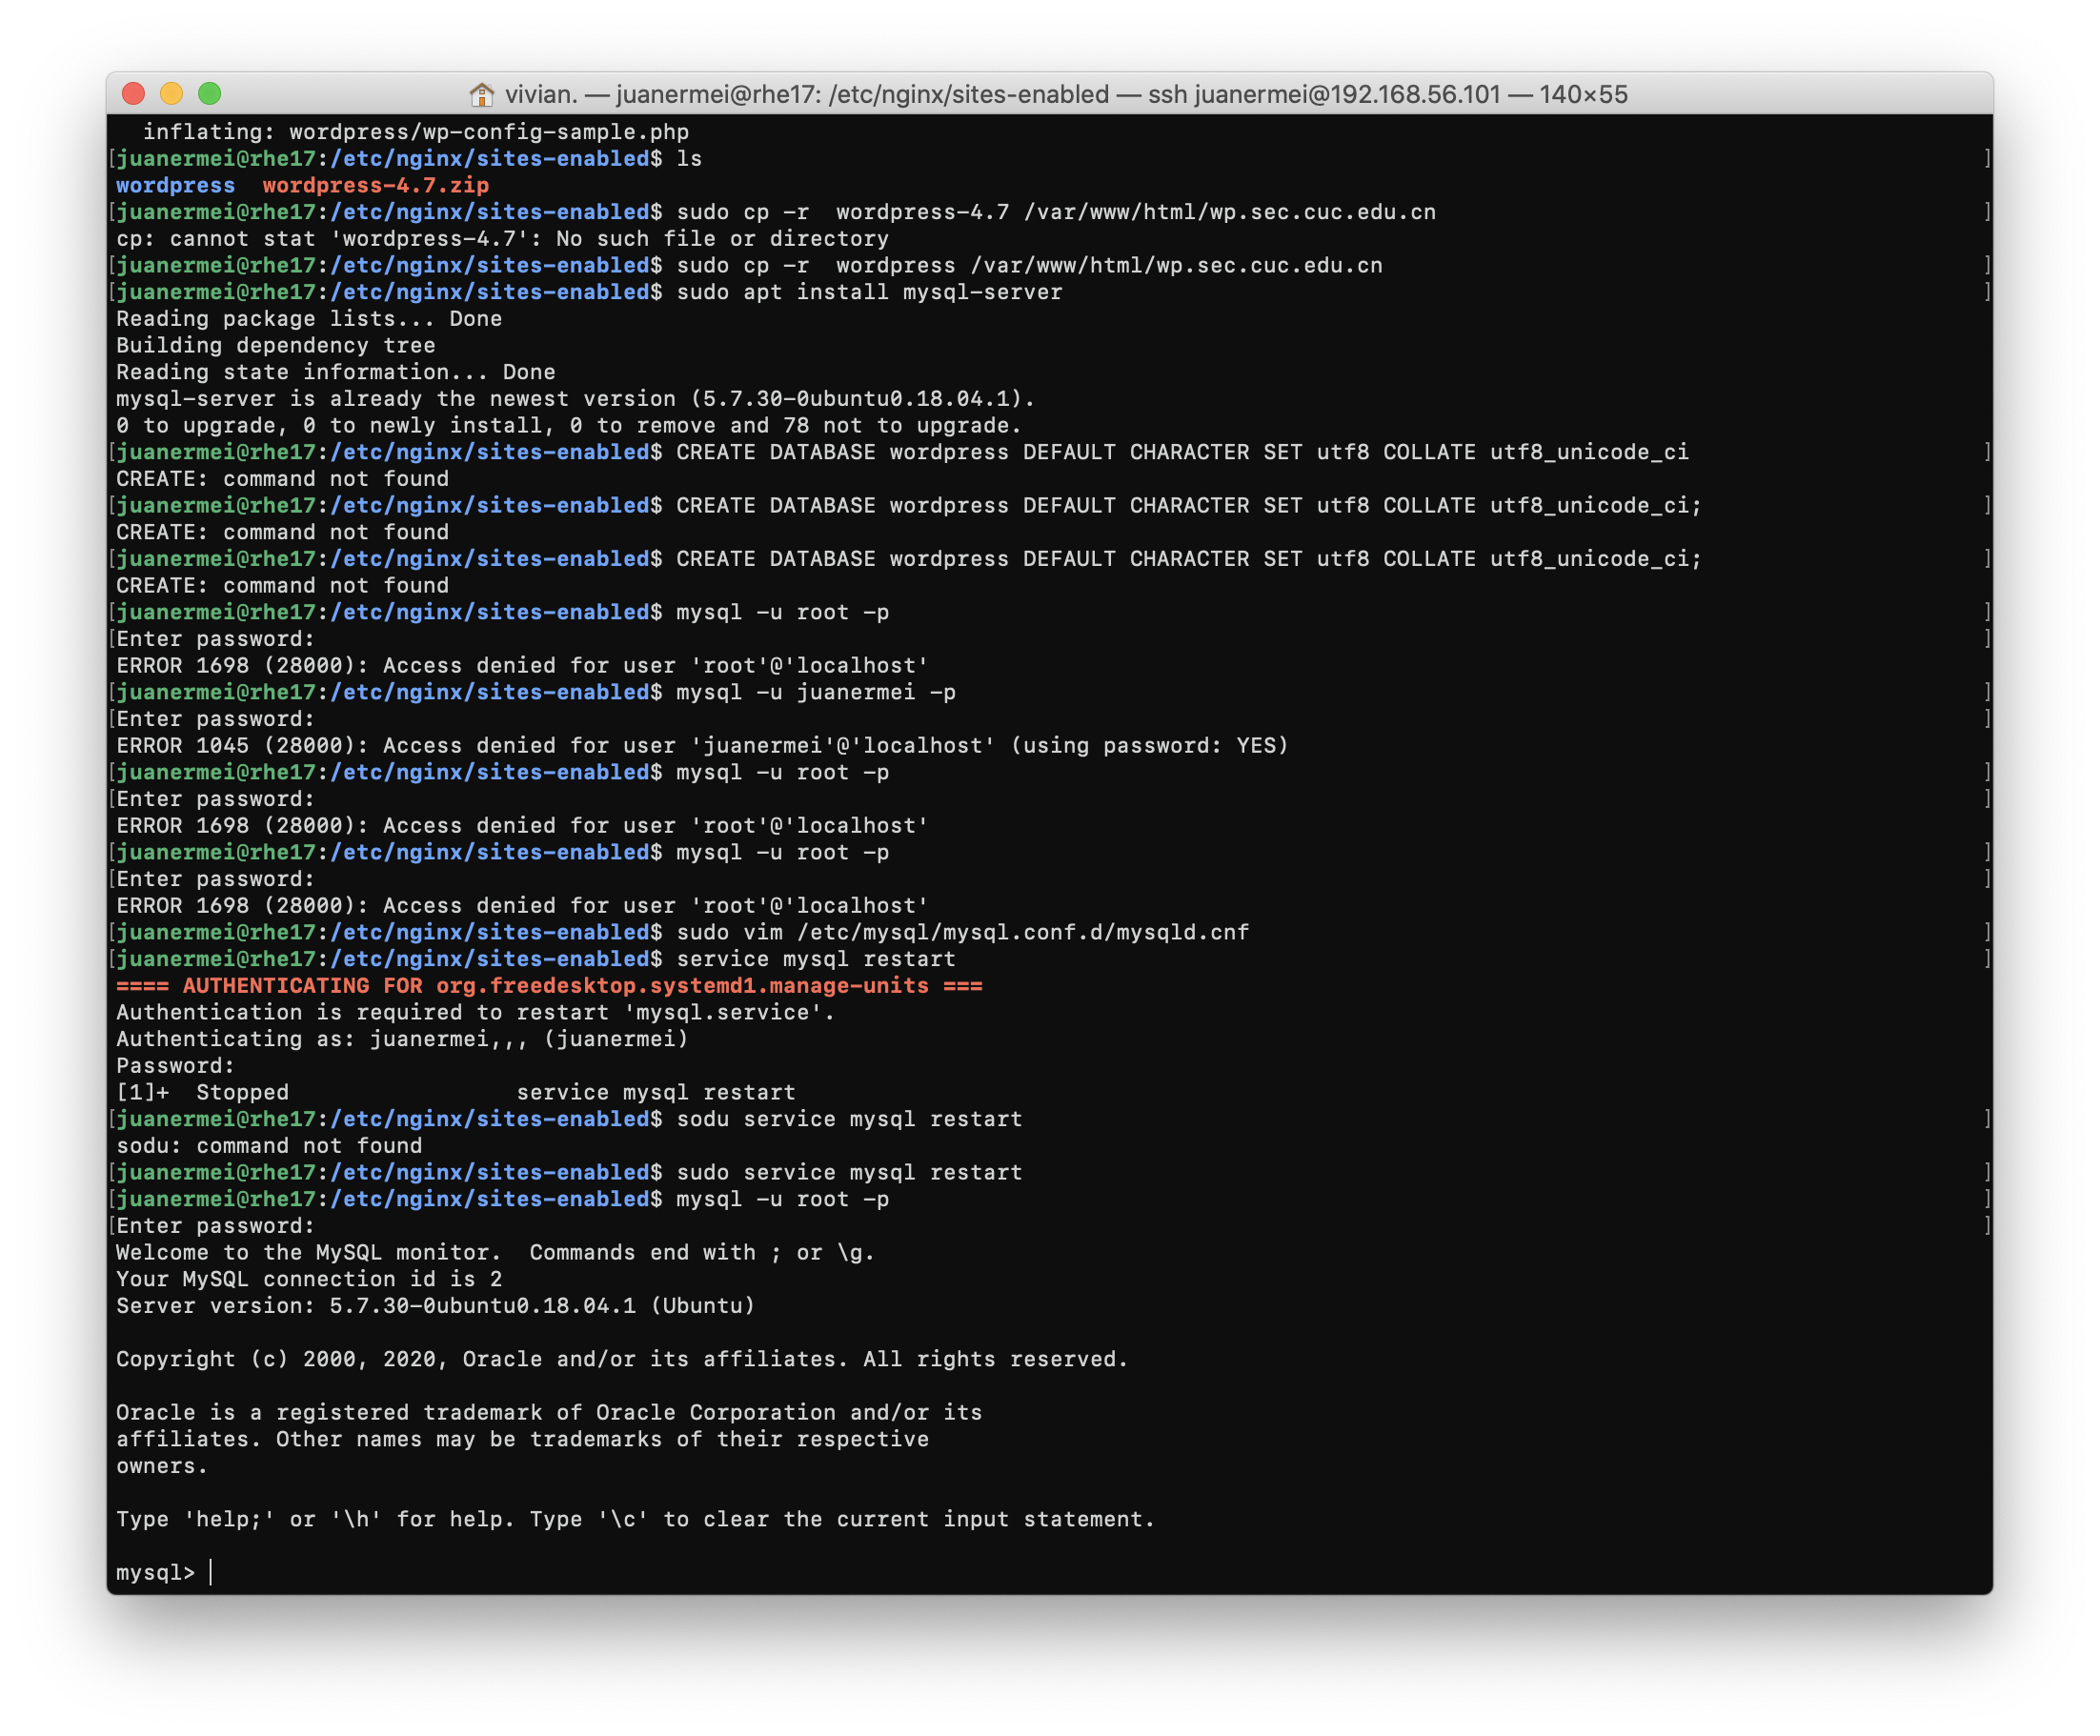 vivian. — juanermei@rhe17: /etc/nginx/sites-enabled — ssh juanermei@192.168.56.101 — 140×55
  inflating: wordpress/wp-config-sample.php
[juanermei@rhe17:/etc/nginx/sites-enabled$ ls ]
wordpress  wordpress-4.7.zip
[juanermei@rhe17:/etc/nginx/sites-enabled$ sudo cp -r  wordpress-4.7 /var/www/html/wp.sec.cuc.edu.cn ]
cp: cannot stat 'wordpress-4.7': No such file or directory
[juanermei@rhe17:/etc/nginx/sites-enabled$ sudo cp -r  wordpress /var/www/html/wp.sec.cuc.edu.cn ]
[juanermei@rhe17:/etc/nginx/sites-enabled$ sudo apt install mysql-server ]
Reading package lists... Done
Building dependency tree
Reading state information... Done
mysql-server is already the newest version (5.7.30-0ubuntu0.18.04.1).
0 to upgrade, 0 to newly install, 0 to remove and 78 not to upgrade.
[juanermei@rhe17:/etc/nginx/sites-enabled$ CREATE DATABASE wordpress DEFAULT CHARACTER SET utf8 COLLATE utf8_unicode_ci ]
CREATE: command not found
[juanermei@rhe17:/etc/nginx/sites-enabled$ CREATE DATABASE wordpress DEFAULT CHARACTER SET utf8 COLLATE utf8_unicode_ci; ]
CREATE: command not found
[juanermei@rhe17:/etc/nginx/sites-enabled$ CREATE DATABASE wordpress DEFAULT CHARACTER SET utf8 COLLATE utf8_unicode_ci; ]
CREATE: command not found
[juanermei@rhe17:/etc/nginx/sites-enabled$ mysql -u root -p ]
[Enter password: ]
ERROR 1698 (28000): Access denied for user 'root'@'localhost'
[juanermei@rhe17:/etc/nginx/sites-enabled$ mysql -u juanermei -p ]
[Enter password: ]
ERROR 1045 (28000): Access denied for user 'juanermei'@'localhost' (using password: YES)
[juanermei@rhe17:/etc/nginx/sites-enabled$ mysql -u root -p ]
[Enter password: ]
ERROR 1698 (28000): Access denied for user 'root'@'localhost'
[juanermei@rhe17:/etc/nginx/sites-enabled$ mysql -u root -p ]
[Enter password: ]
ERROR 1698 (28000): Access denied for user 'root'@'localhost'
[juanermei@rhe17:/etc/nginx/sites-enabled$ sudo vim /etc/mysql/mysql.conf.d/mysqld.cnf ]
[juanermei@rhe17:/etc/nginx/sites-enabled$ service mysql restart ]
==== AUTHENTICATING FOR org.freedesktop.systemd1.manage-units ===
Authentication is required to restart 'mysql.service'.
Authenticating as: juanermei,,, (juanermei)
Password:
[1]+  Stopped                 service mysql restart
[juanermei@rhe17:/etc/nginx/sites-enabled$ sodu service mysql restart ]
sodu: command not found
[juanermei@rhe17:/etc/nginx/sites-enabled$ sudo service mysql restart ]
[juanermei@rhe17:/etc/nginx/sites-enabled$ mysql -u root -p ]
[Enter password: ]
Welcome to the MySQL monitor.  Commands end with ; or \g.
Your MySQL connection id is 2
Server version: 5.7.30-0ubuntu0.18.04.1 (Ubuntu)
Copyright (c) 2000, 2020, Oracle and/or its affiliates. All rights reserved.
Oracle is a registered trademark of Oracle Corporation and/or its
affiliates. Other names may be trademarks of their respective
owners.
Type 'help;' or '\h' for help. Type '\c' to clear the current input statement.
mysql>